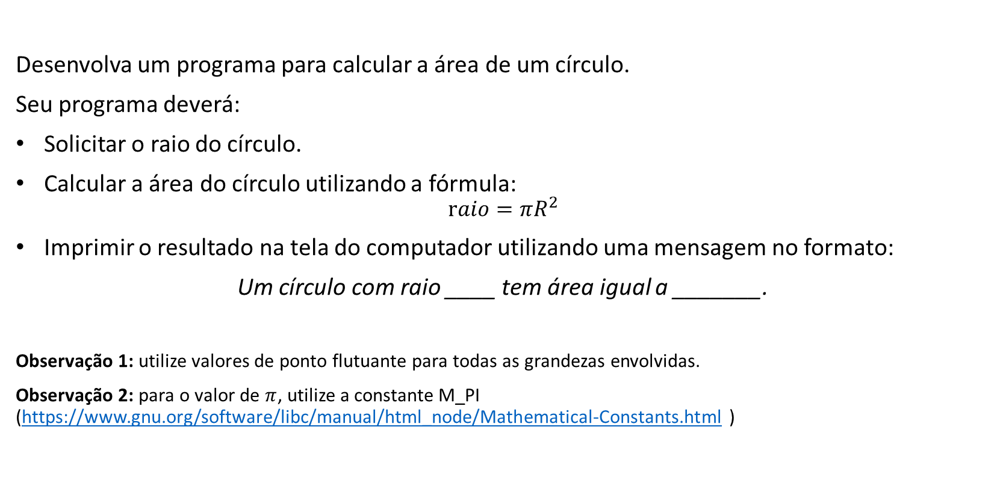 Desenvolva um programa para calcular a área de um círculo.
Seu programa deverá:
• Solicitar o raio do círculo.
• Calcular a área do círculo utilizando a fórmula:
raio = πR²
• Imprimir o resultado na tela do computador utilizando uma mensagem no formato:
Um círculo com raio ____ tem área igual a _______.
Observação 1: utilize valores de ponto flutuante para todas as grandezas envolvidas.
Observação 2: para o valor de π, utilize a constante M_PI
(https://www.gnu.org/software/libc/manual/html_node/Mathematical-Constants.html )